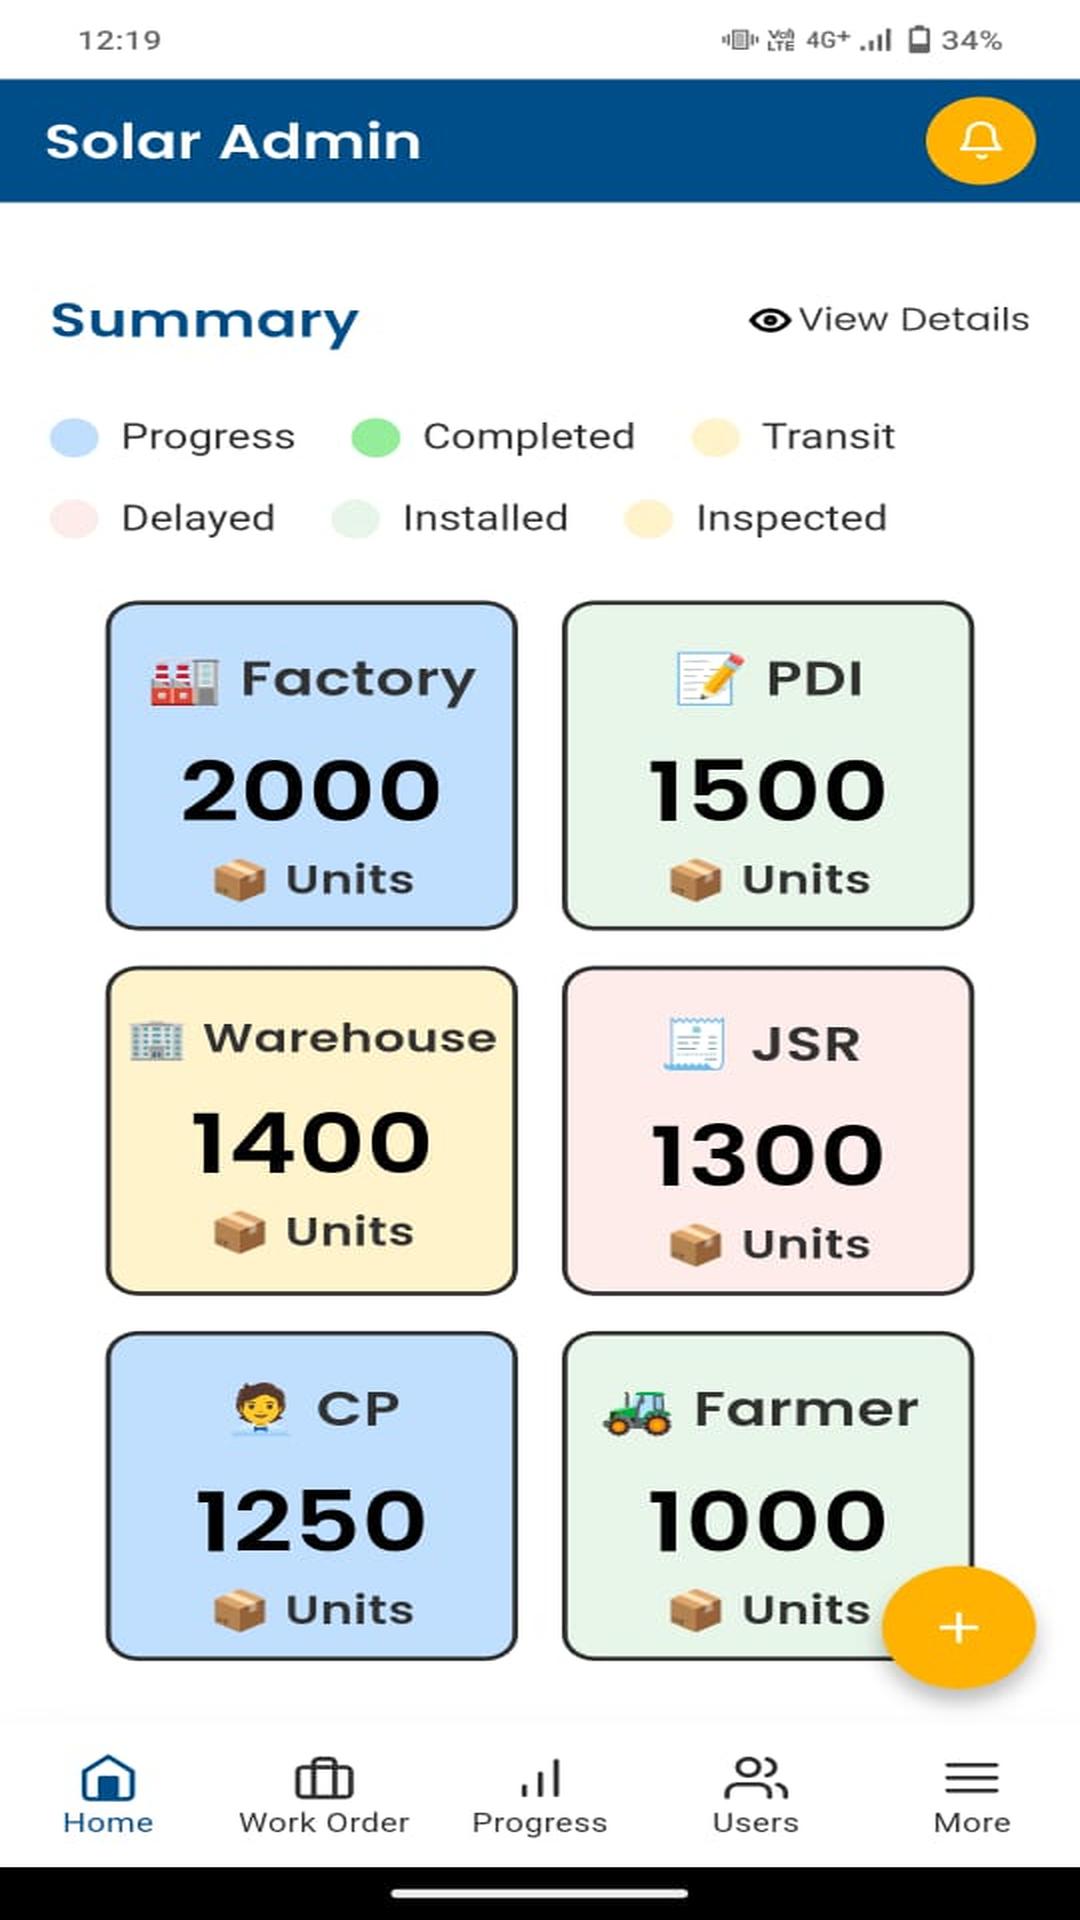 12:19 Vo) LTE 4G+ 34%
Solar Admin
Summary View Details
Progress Completed Transit
Delayed Installed Inspected
Factory PDI
2000 1500
Units Units
Warehouse JSR
1400 1300
Units Units
CP Farmer
1250 1000
Units Units
+
Home Work Order Progress Users More